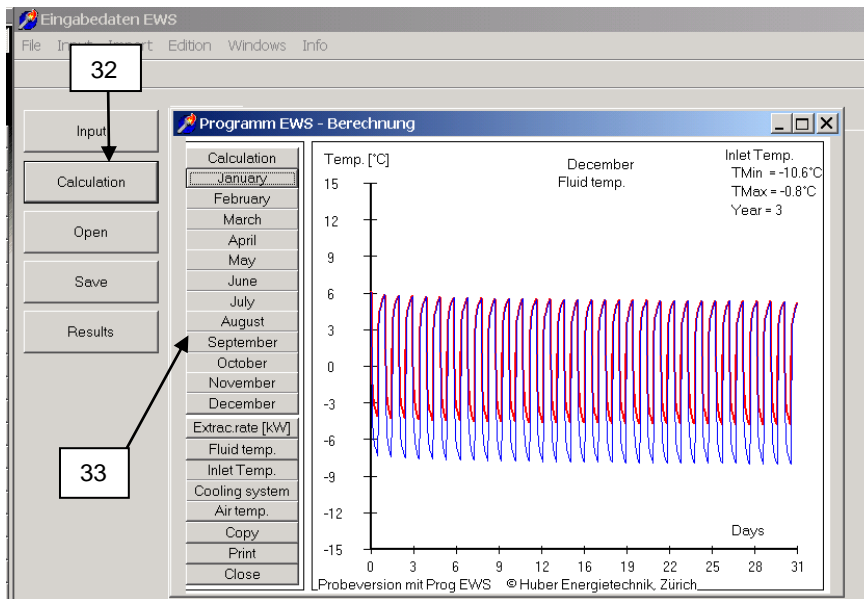 Eingabedaten EWS
File Input Import Edition Windows Info
32
Input
Calculation
Open
Save
Results
33
Programm EWS - Berechnung
Calculation
January
February
March
April
May
June
July
August
September
October
November
December
Extrac.rate [kW]
Fluid temp.
Inlet Temp.
Cooling system
Air temp.
Copy
Print
Close
Temp. [°C]
December
Fluid temp.
Inlet Temp.
TMin = -10.6°C
TMax = -0.8°C
Year = 3
15
12
9
6
3
0
-3
-6
-9
-12
-15
Days
0 3 6 9 12 16 19 22 25 28 31
Probeversion mit Prog EWS © Huber Energietechnik, Zürich